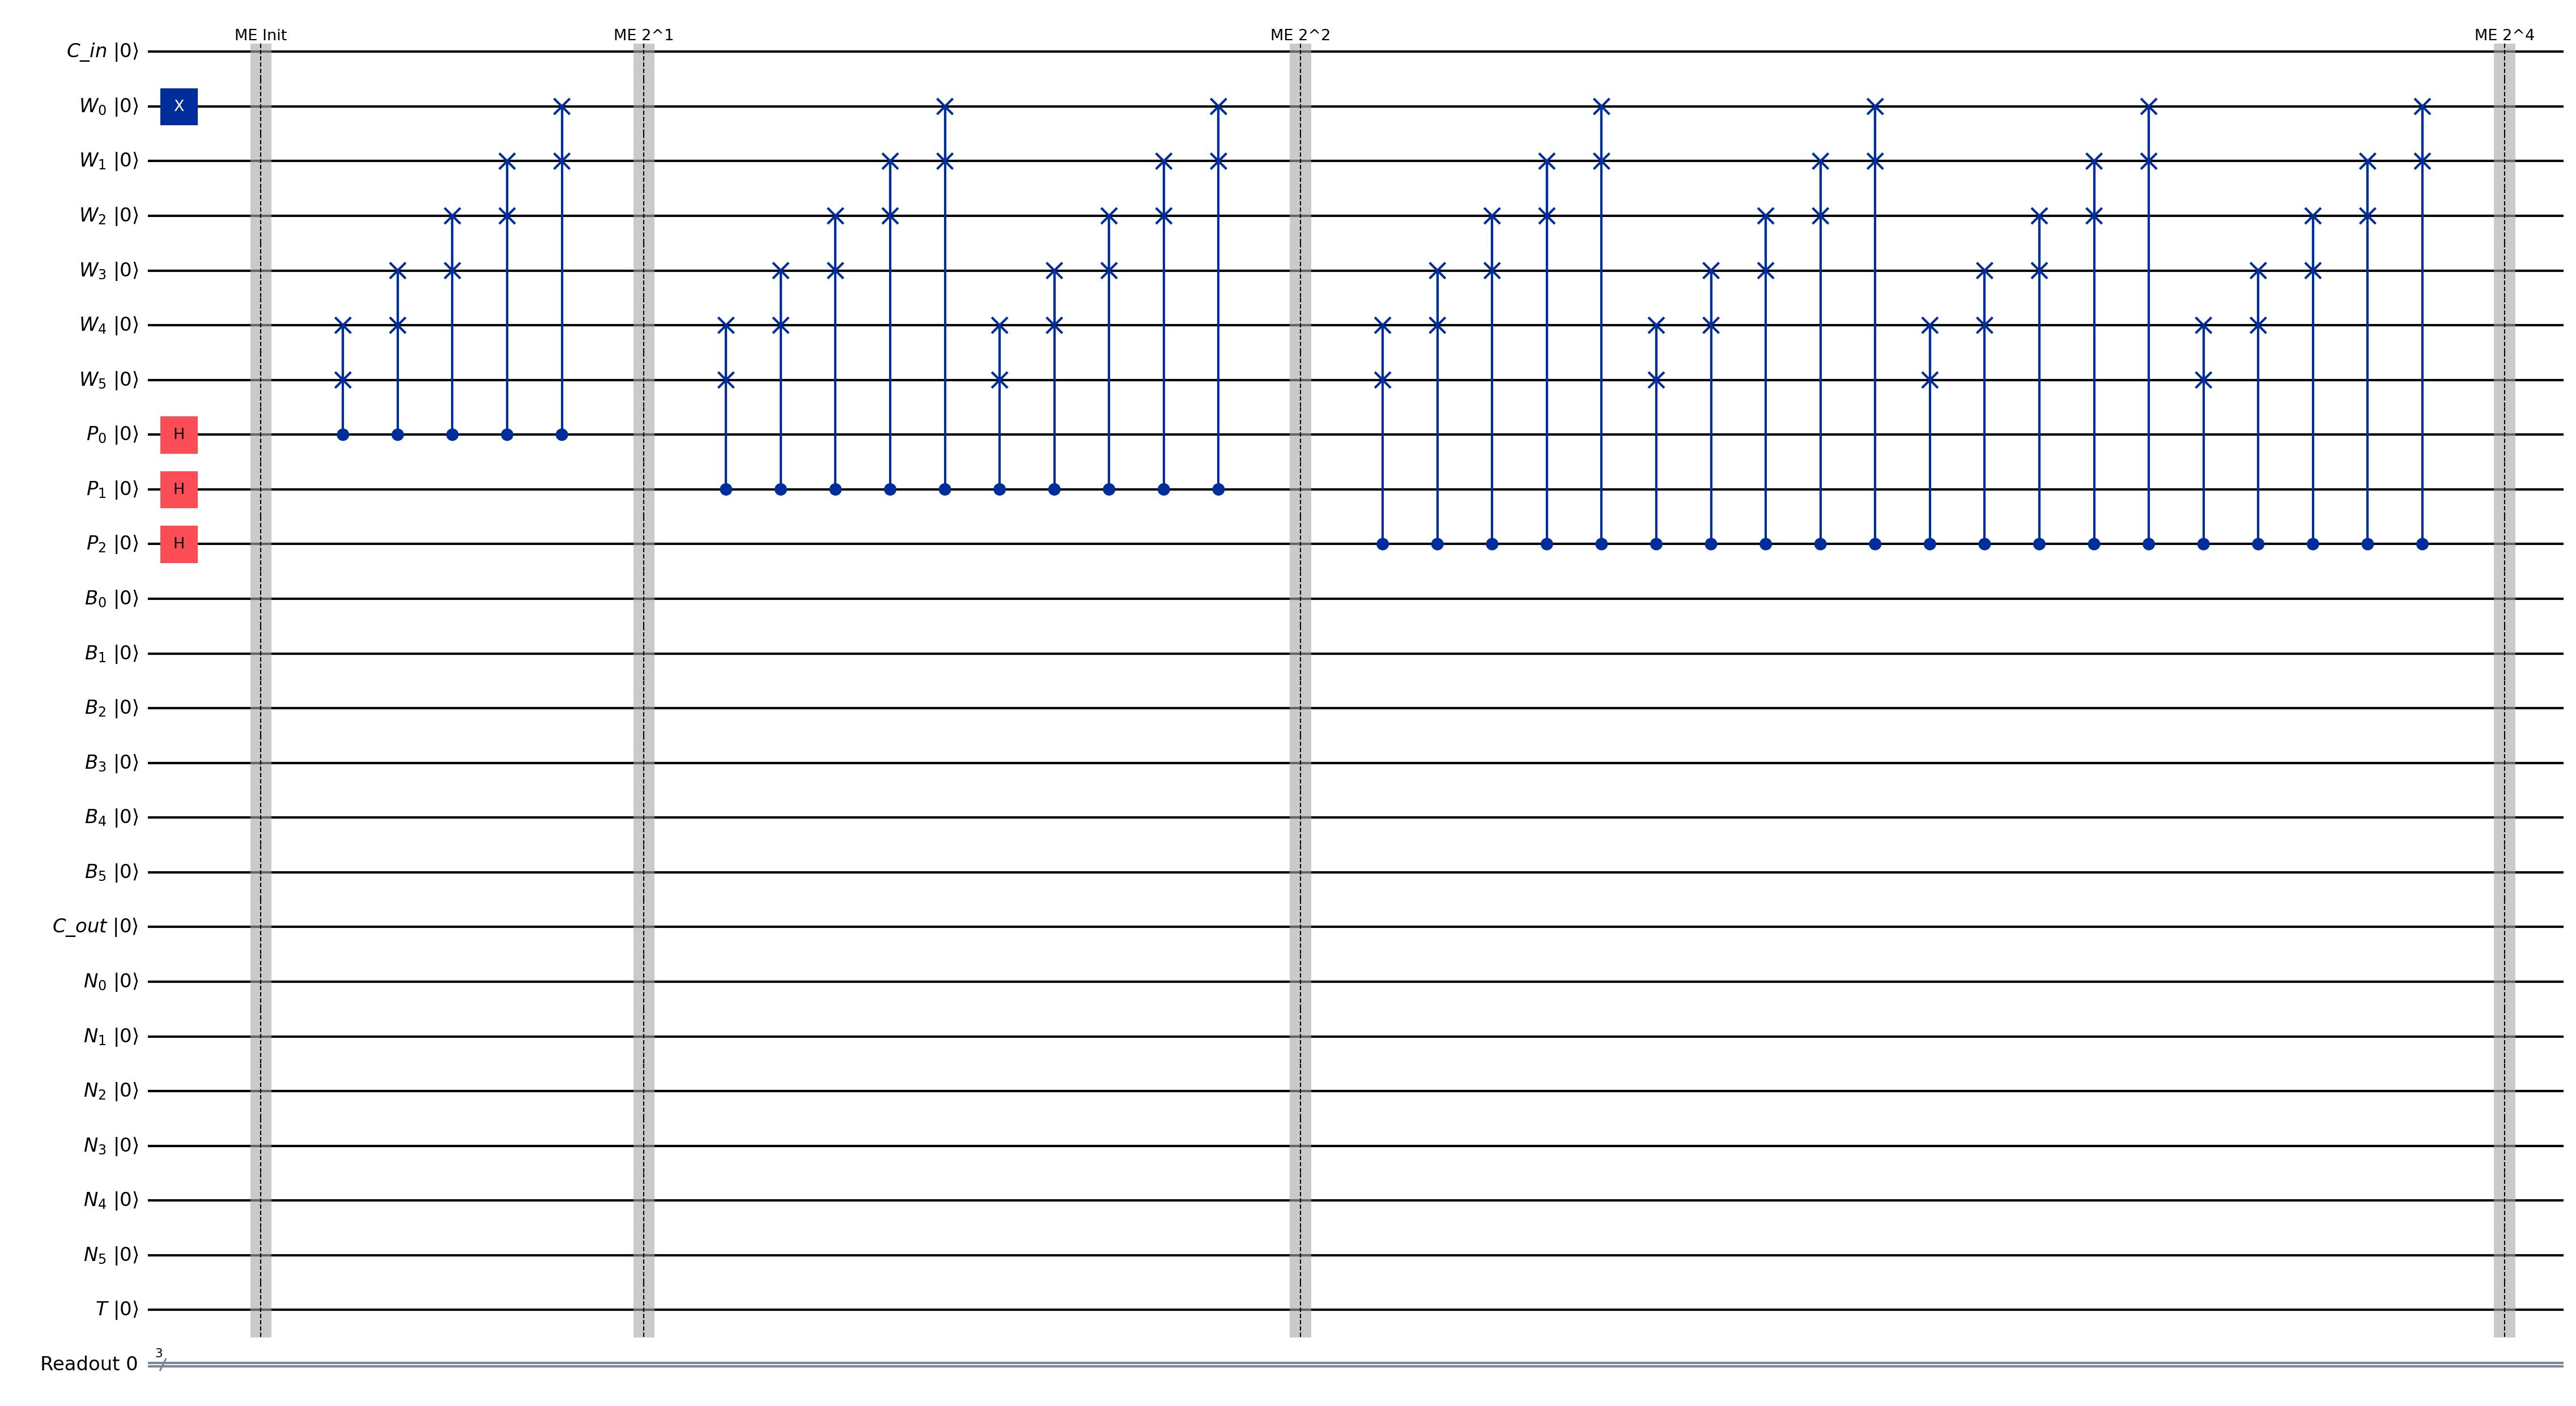 ME Init ME 2^1 ME 2^2 ME 2^4
C_in |0⟩
W₀ |0⟩ X
W₁ |0⟩
W₂ |0⟩
W₃ |0⟩
W₄ |0⟩
W₅ |0⟩
P₀ |0⟩ H
P₁ |0⟩ H
P₂ |0⟩ H
B₀ |0⟩
B₁ |0⟩
B₂ |0⟩
B₃ |0⟩
B₄ |0⟩
B₅ |0⟩
C_out |0⟩
N₀ |0⟩
N₁ |0⟩
N₂ |0⟩
N₃ |0⟩
N₄ |0⟩
N₅ |0⟩
T |0⟩
Readout 0 3